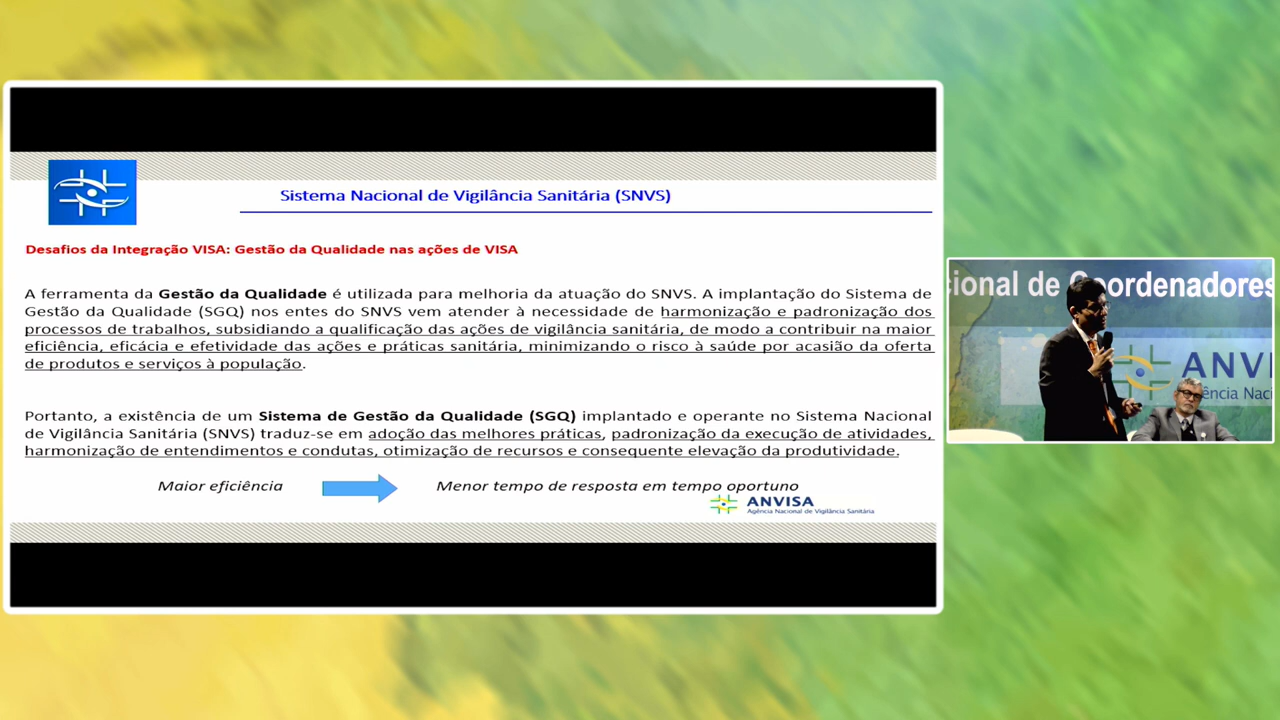 Sistema Nacional de Vigilância Sanitária (SNVS)
Desafios da Integração VISA: Gestão da Qualidade nas ações de VISA
A ferramenta da Gestão da Qualidade é utilizada para melhoria da atuação do SNVS. A implantação do Sistema de
Gestão da Qualidade (SGQ) nos entes do SNVS vem atender à necessidade de harmonização e padronização dos
processos de trabalhos, subsidiando a qualificação das ações de vigilância sanitária, de modo a contribuir na maior
eficiência, eficácia e efetividade das ações e práticas sanitária, minimizando o risco à saúde por acasião da oferta
de produtos e serviços à população.
Portanto, a existência de um Sistema de Gestão da Qualidade (SGQ) implantado e operante no Sistema Nacional
de Vigilância Sanitária (SNVS) traduz-se em adoção das melhores práticas, padronização da execução de atividades,
harmonização de entendimentos e condutas, otimização de recursos e consequente elevação da produtividade.
Maior eficiência
Menor tempo de resposta em tempo oportuno
ANVISA
Agência Nacional de Vigilância Sanitária
cional de Coordenadores
ANVI
ência Naci